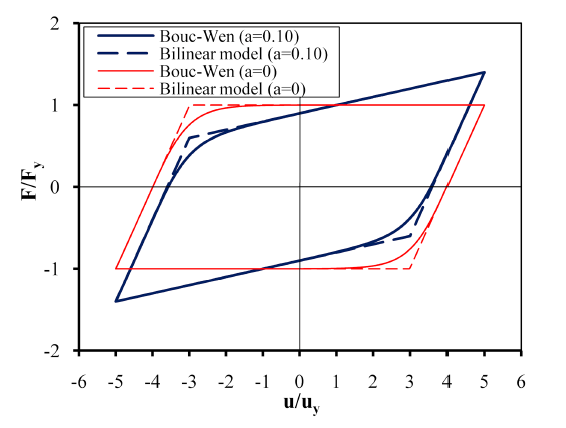 2
Bouc-Wen (a=0.10)
Bilinear model (a=0.10)
Bouc-Wen (a=0)
Bilinear model (a=0)
1
F/Fy
0
-1
-2
-6 -5 -4 -3 -2 -1 0 1 2 3 4 5 6
u/uy